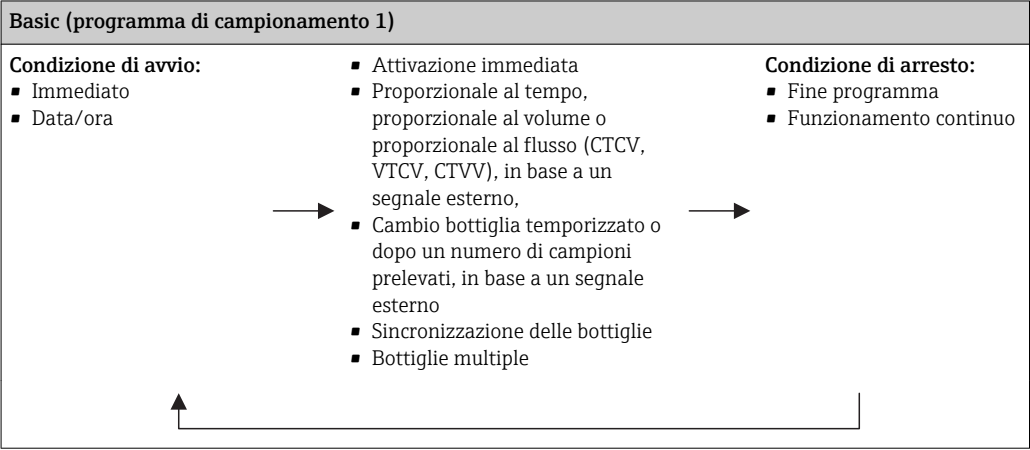 Basic (programma di campionamento 1)
Condizione di avvio:
▪ Immediato
▪ Data/ora
▪ Attivazione immediata
▪ Proporzionale al tempo,
proporzionale al volume o
proporzionale al flusso (CTCV,
VTCV, CTVV), in base a un
segnale esterno,
▪ Cambio bottiglia temporizzato o
dopo un numero di campioni
prelevati, in base a un segnale
esterno
▪ Sincronizzazione delle bottiglie
▪ Bottiglie multiple
Condizione di arresto:
▪ Fine programma
▪ Funzionamento continuo